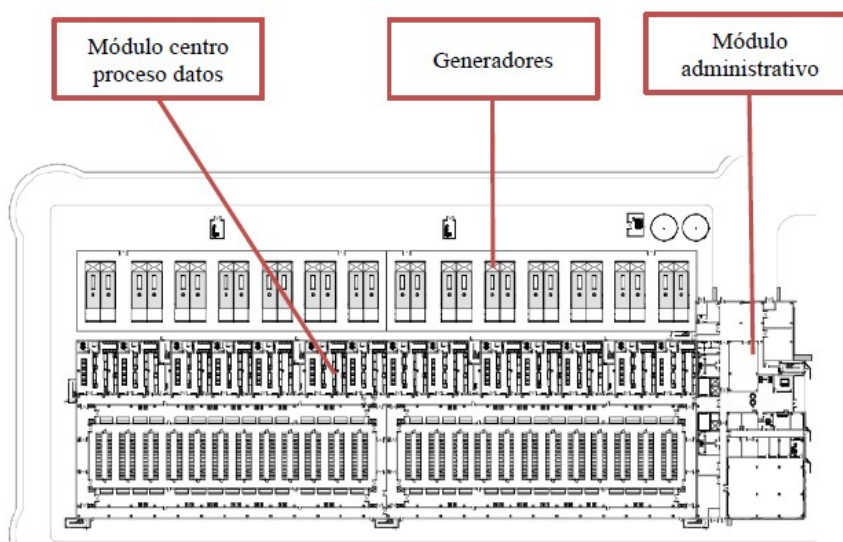 Módulo centro
proceso datos
Generadores
Módulo
administrativo